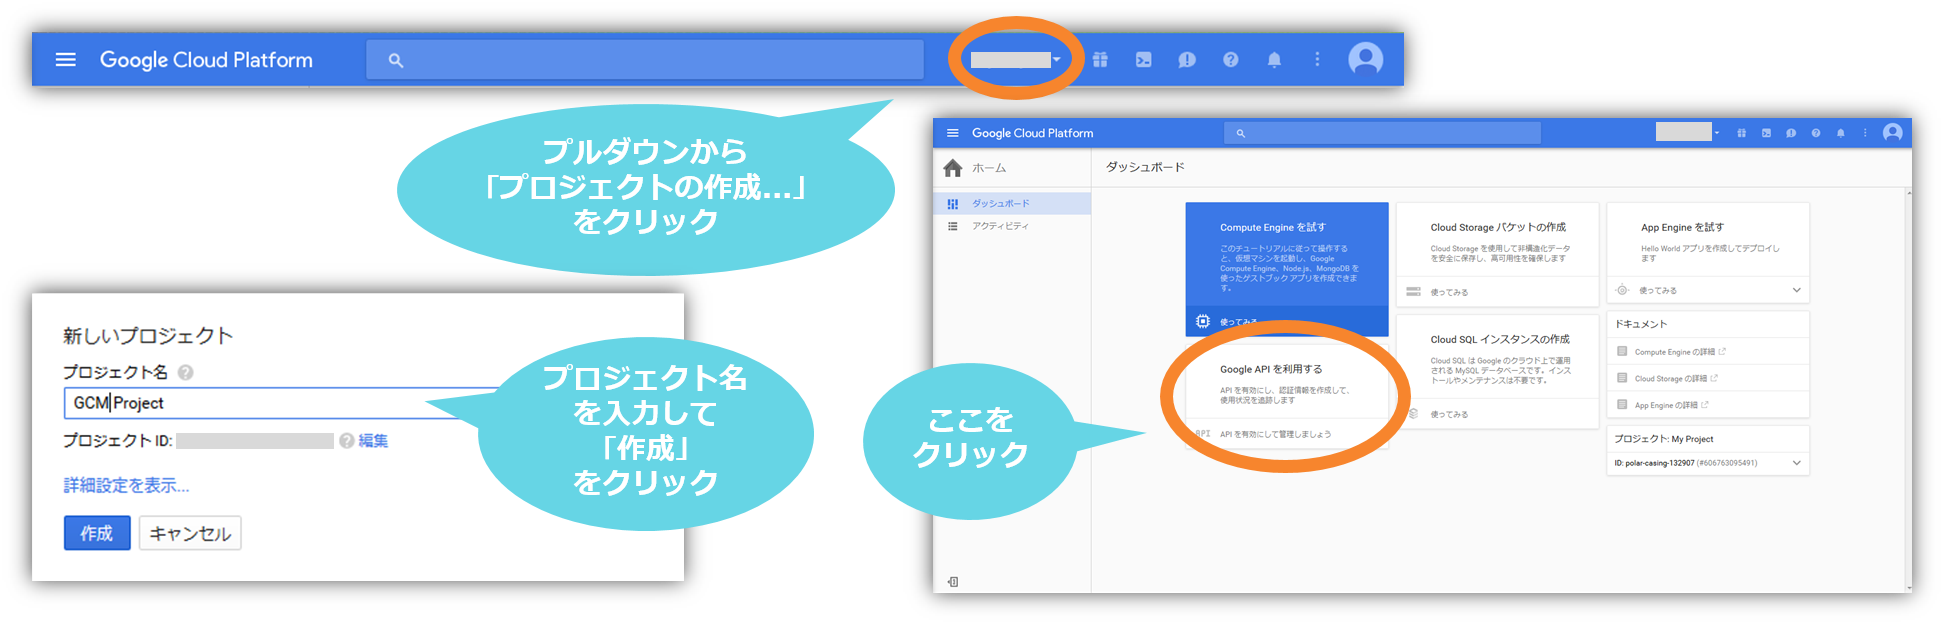 Google Cloud Platform
プルダウンから
「プロジェクトの作成...」
をクリック
新しいプロジェクト
プロジェクト名
GCM Project
プロジェクト ID:
編集
詳細設定を表示...
作成
キャンセル
プロジェクト名
を入力して
「作成」
をクリック
Google Cloud Platform
ホーム
ダッシュボード
ダッシュボード
アクティビティ
Compute Engine を試す
このチュートリアルに従って操作する
と、仮想マシンを起動し、Google
Compute Engine、Node.js、MongoDB を
使ったゲストブック アプリを作成できま
す。
使ってみる
Cloud Storage バケットの作成
Cloud Storage を使用して非構造化データ
を安全に保存し、高可用性を確保します
使ってみる
App Engine を試す
Hello World アプリを作成してデプロイし
ます
使ってみる
Google API を利用する
API を有効にし、認証情報を作成して、
使用状況を追跡します
API
API を有効にして管理しましょう
Cloud SQL インスタンスの作成
Cloud SQL は Google のクラウド上で運用
される MySQL データベースです。インス
トールやメンテナンスは不要です。
使ってみる
ドキュメント
Compute Engine の詳細
Cloud Storage の詳細
App Engine の詳細
プロジェクト: My Project
ID: polar-casing-132907 (#606763095491)
ここを
クリック